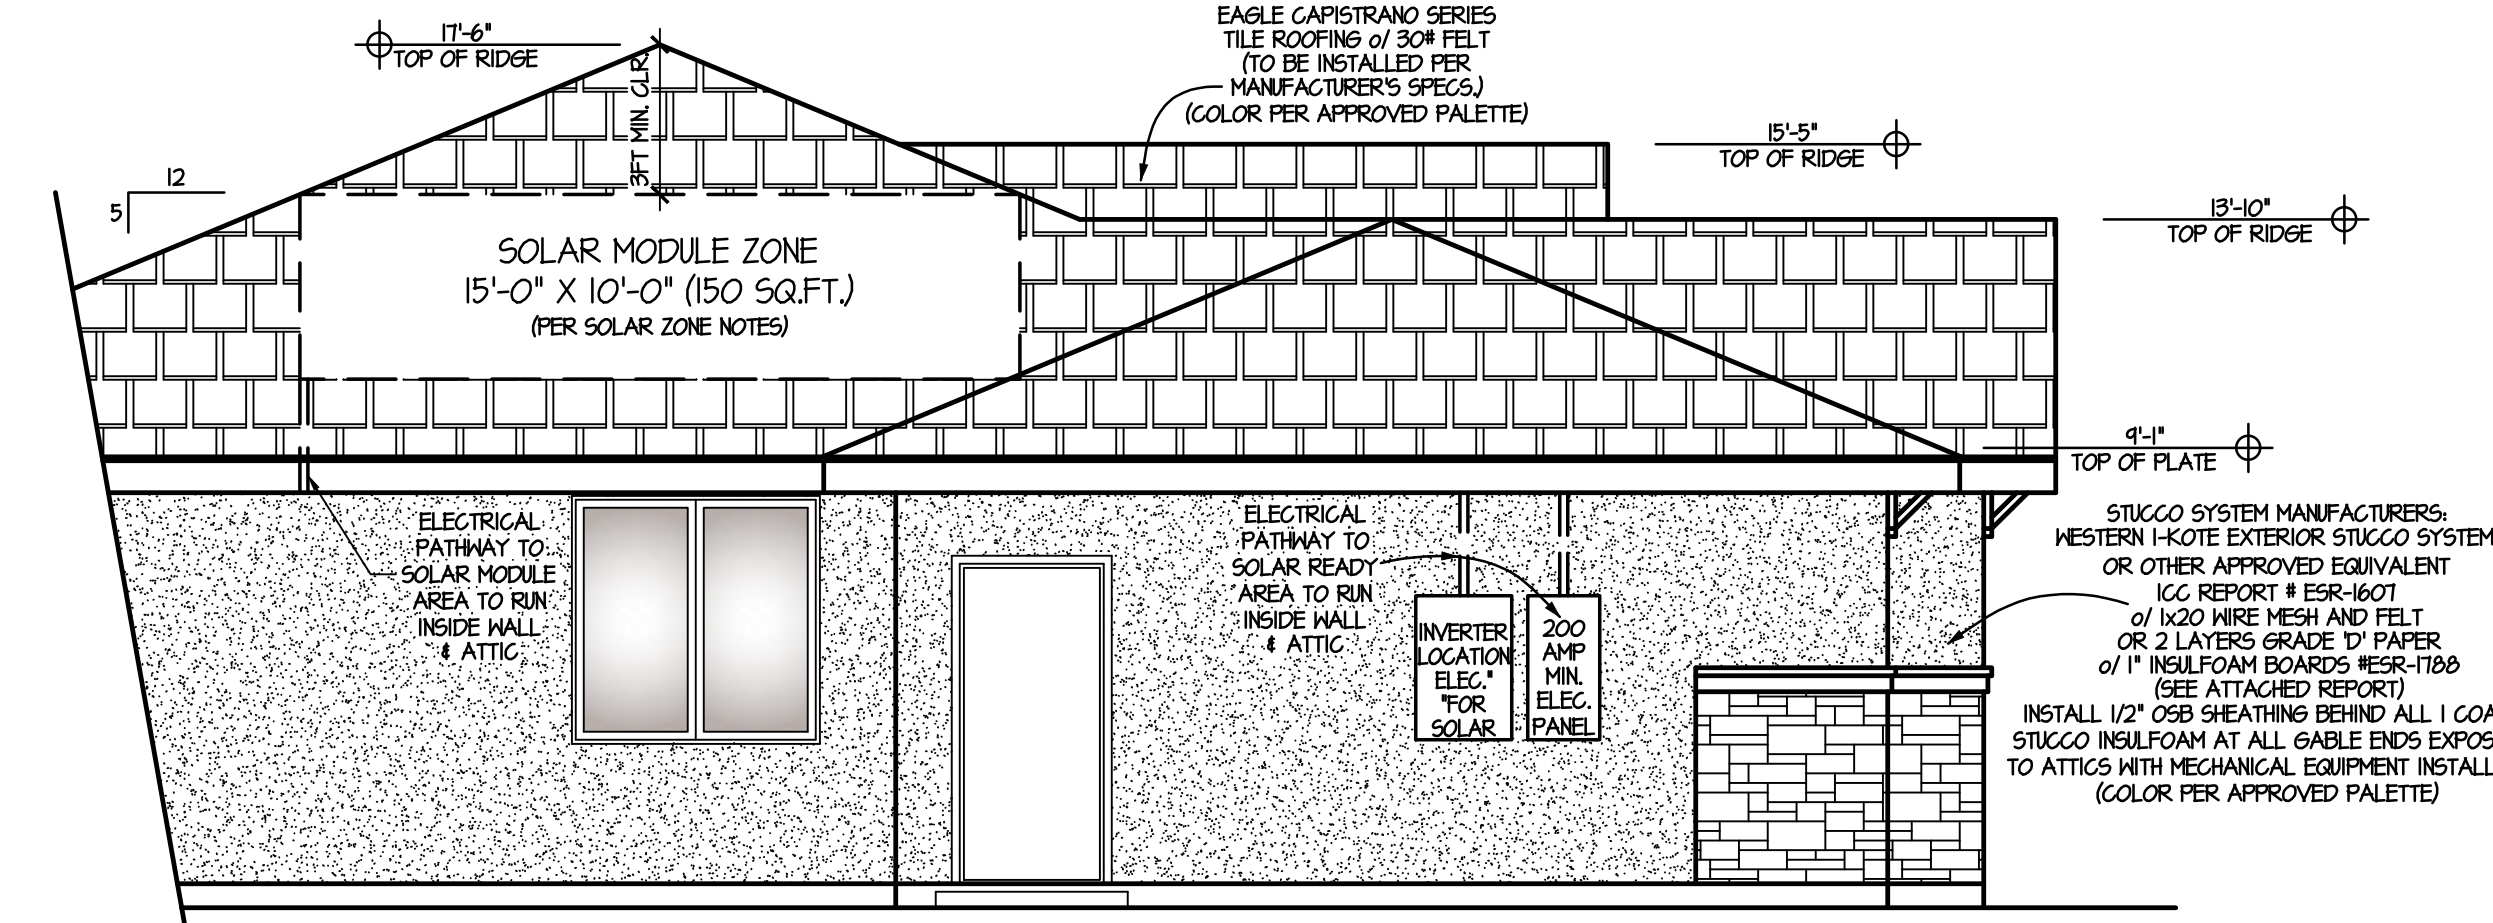 17'-6"
TOP OF RIDGE
3FT MIN. CLR.
EAGLE CAPISTRANO SERIES
TILE ROOFING o/ 30# FELT
(TO BE INSTALLED PER
MANUFACTURER'S SPECS.)
(COLOR PER APPROVED PALETTE)
15'-5"
TOP OF RIDGE
13'-10"
TOP OF RIDGE
12
5
SOLAR MODULE ZONE
15'-0" X 10'-0" (150 SQ.FT.)
(PER SOLAR ZONE NOTES)
9'-1"
TOP OF PLATE
ELECTRICAL
PATHWAY TO
SOLAR MODULE
AREA TO RUN
INSIDE WALL
& ATTIC
ELECTRICAL
PATHWAY TO
SOLAR READY
AREA TO RUN
INSIDE WALL
& ATTIC
INVERTER
LOCATION
ELEC."
"FOR
SOLAR
200
AMP
MIN.
ELEC.
PANEL
STUCCO SYSTEM MANUFACTURERS:
WESTERN 1-KOTE EXTERIOR STUCCO SYSTEM
OR OTHER APPROVED EQUIVALENT
ICC REPORT # ESR-1607
o/ 1x20 WIRE MESH AND FELT
OR 2 LAYERS GRADE 'D' PAPER
o/ 1" INSULFOAM BOARDS #ESR-1788
(SEE ATTACHED REPORT)
INSTALL 1/2" OSB SHEATHING BEHIND ALL 1 COA
STUCCO INSULFOAM AT ALL GABLE ENDS EXPOS
TO ATTICS WITH MECHANICAL EQUIPMENT INSTALL
(COLOR PER APPROVED PALETTE)